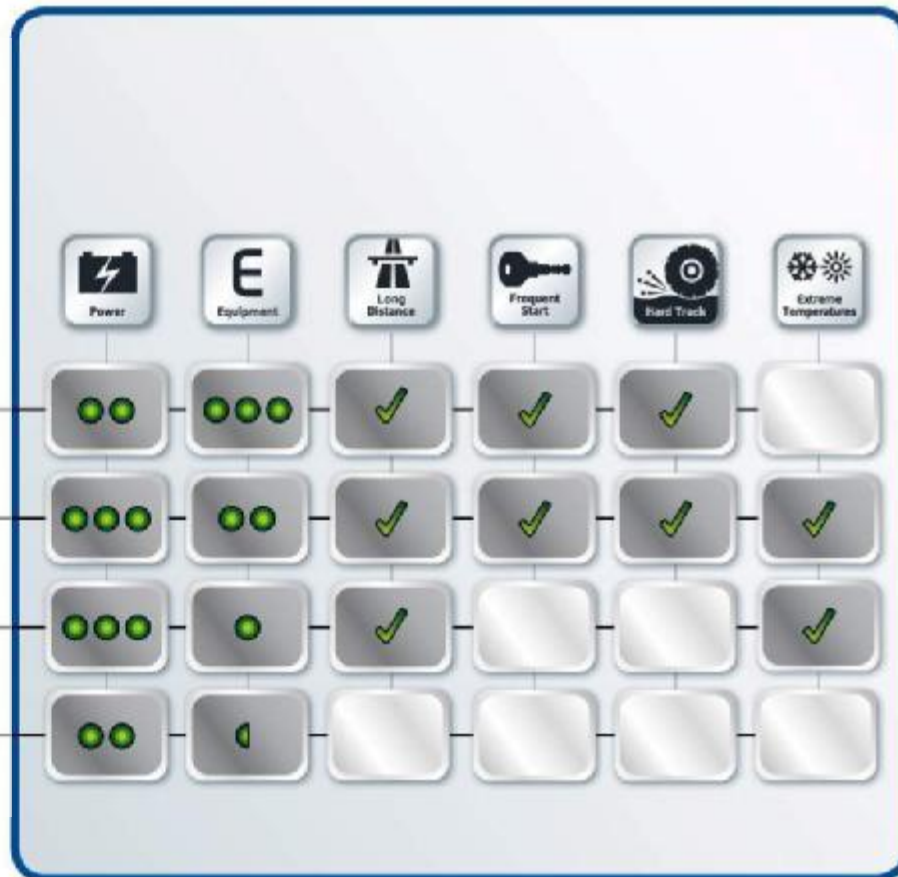 Power
E
Equipment
Long
Distance
Frequent
Start
Hard Track
Extreme
Temperatures